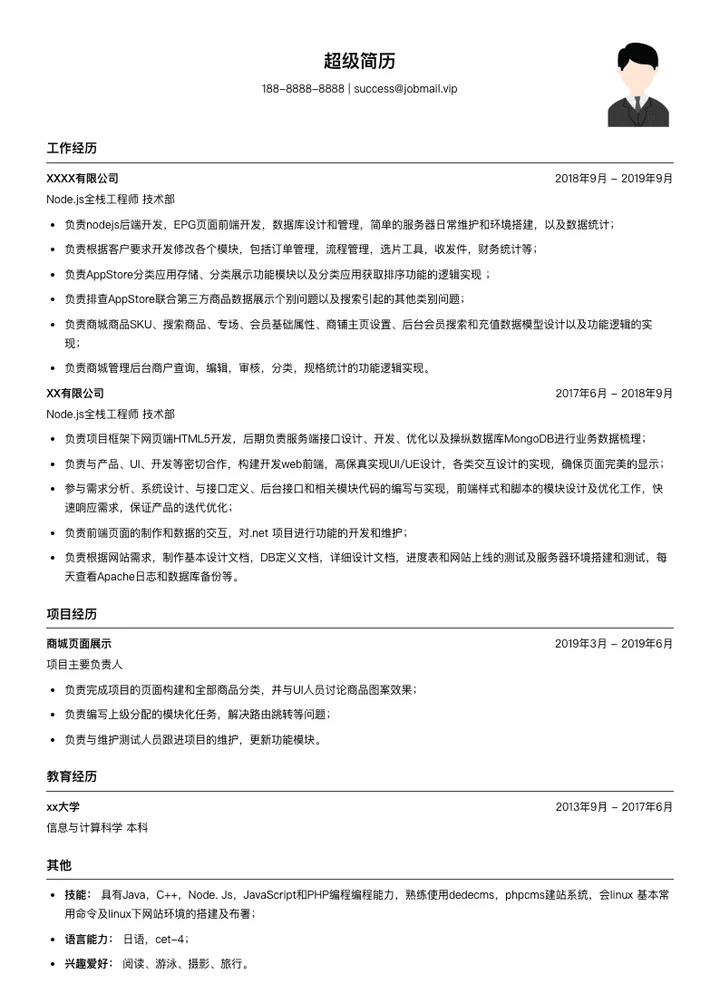 超级简历
188-8888-8888 | success@jobmail.vip
工作经历
XXXX有限公司 2018年9月 – 2019年9月
Node.js全栈工程师 技术部
• 负责nodejs后端开发，EPG页面前端开发，数据库设计和管理，简单的服务器日常维护和环境搭建，以及数据统计；
• 负责根据客户要求开发修改各个模块，包括订单管理，流程管理，选片工具，收发件，财务统计等；
• 负责AppStore分类应用存储、分类展示功能模块以及分类应用获取排序功能的逻辑实现 ；
• 负责排查AppStore联合第三方商品数据展示个别问题以及搜索引起的其他类别问题；
• 负责商城商品SKU、搜索商品、专场、会员基础属性、商铺主页设置、后台会员搜索和充值数据模型设计以及功能逻辑的实
现；
• 负责商城管理后台商户查询，编辑，审核，分类，规格统计的功能逻辑实现。
XX有限公司 2017年6月 – 2018年9月
Node.js全栈工程师 技术部
• 负责项目框架下网页端HTML5开发，后期负责服务端接口设计、开发、优化以及操纵数据库MongoDB进行业务数据梳理；
• 负责与产品、UI、开发等密切合作，构建开发web前端，高保真实现UI/UE设计，各类交互设计的实现，确保页面完美的显示；
• 参与需求分析、系统设计、与接口定义、后台接口和相关模块代码的编写与实现，前端样式和脚本的模块设计及优化工作，快
速响应需求，保证产品的迭代优化；
• 负责前端页面的制作和数据的交互，对.net 项目进行功能的开发和维护；
• 负责根据网站需求，制作基本设计文档，DB定义文档，详细设计文档，进度表和网站上线的测试及服务器环境搭建和测试，每
天查看Apache日志和数据库备份等。
项目经历
商城页面展示 2019年3月 – 2019年6月
项目主要负责人
• 负责完成项目的页面构建和全部商品分类，并与UI人员讨论商品图案效果；
• 负责编写上级分配的模块化任务，解决路由跳转等问题；
• 负责与维护测试人员跟进项目的维护，更新功能模块。
教育经历
xx大学 2013年9月 – 2017年6月
信息与计算科学 本科
其他
• 技能： 具有Java，C++，Node. Js，JavaScript和PHP编程编程能力，熟练使用dedecms，phpcms建站系统，会linux 基本常
用命令及linux下网站环境的搭建及布署；
• 语言能力： 日语，cet-4；
• 兴趣爱好： 阅读、游泳、摄影、旅行。